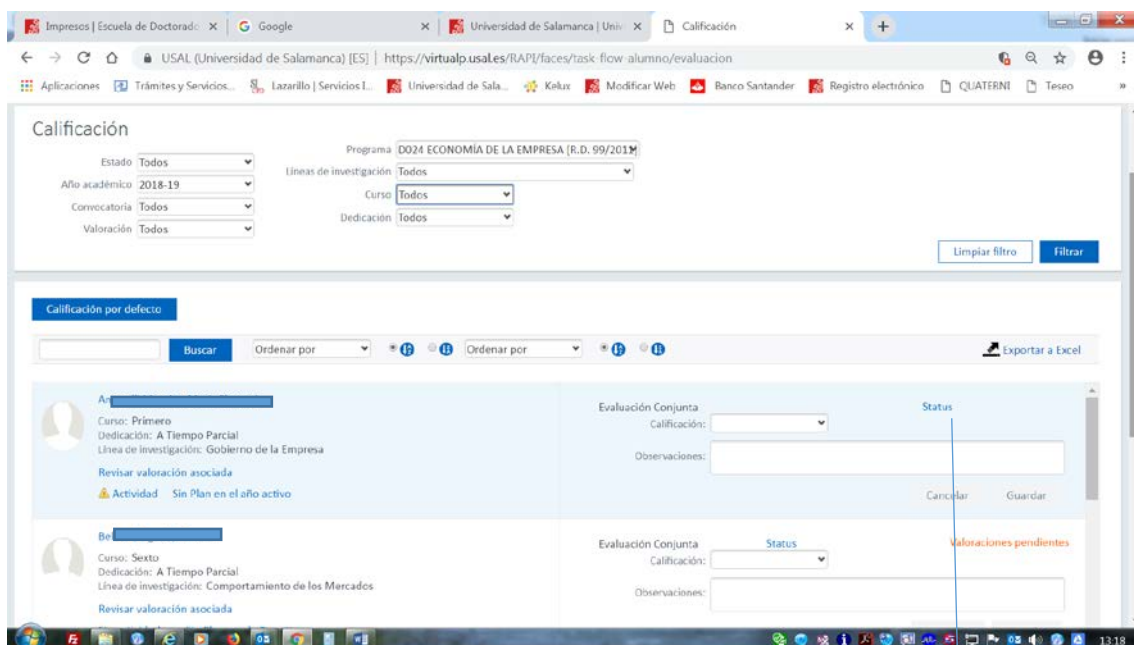 Impresos | Escuela de Doctorado
Google
Universidad de Salamanca | Univ
Calificación
USAL (Universidad de Salamanca) [ES] | https://virtualp.usal.es/RAPI/faces/task-flow-alumno/evaluacion
Aplicaciones Trámites y Servicios... Lazarillo | Servicios I... Universidad de Sala... Kelux Modificar Web Banco Santander Registro electrónico QUATERNI Teseo »
Calificación
Programa D024 ECONOMÍA DE LA EMPRESA [R.D. 99/2011
Estado Todos
Líneas de investigación Todos
Año académico 2018-19
Curso Todos
Convocatoria Todos
Dedicación Todos
Valoración Todos
Limpiar filtro Filtrar
Calificación por defecto
Buscar Ordenar por Ordenar por Exportar a Excel
An
Curso: Primero
Dedicación: A Tiempo Parcial
Línea de investigación: Gobierno de la Empresa
Revisar valoración asociada
Actividad Sin Plan en el año activo
Evaluación Conjunta Status
Calificación:
Observaciones:
Cancelar Guardar
Be
Curso: Sexto
Dedicación: A Tiempo Parcial
Línea de investigación: Comportamiento de los Mercados
Revisar valoración asociada
Evaluación Conjunta Status Valoraciones pendientes
Calificación:
Observaciones:
13:18